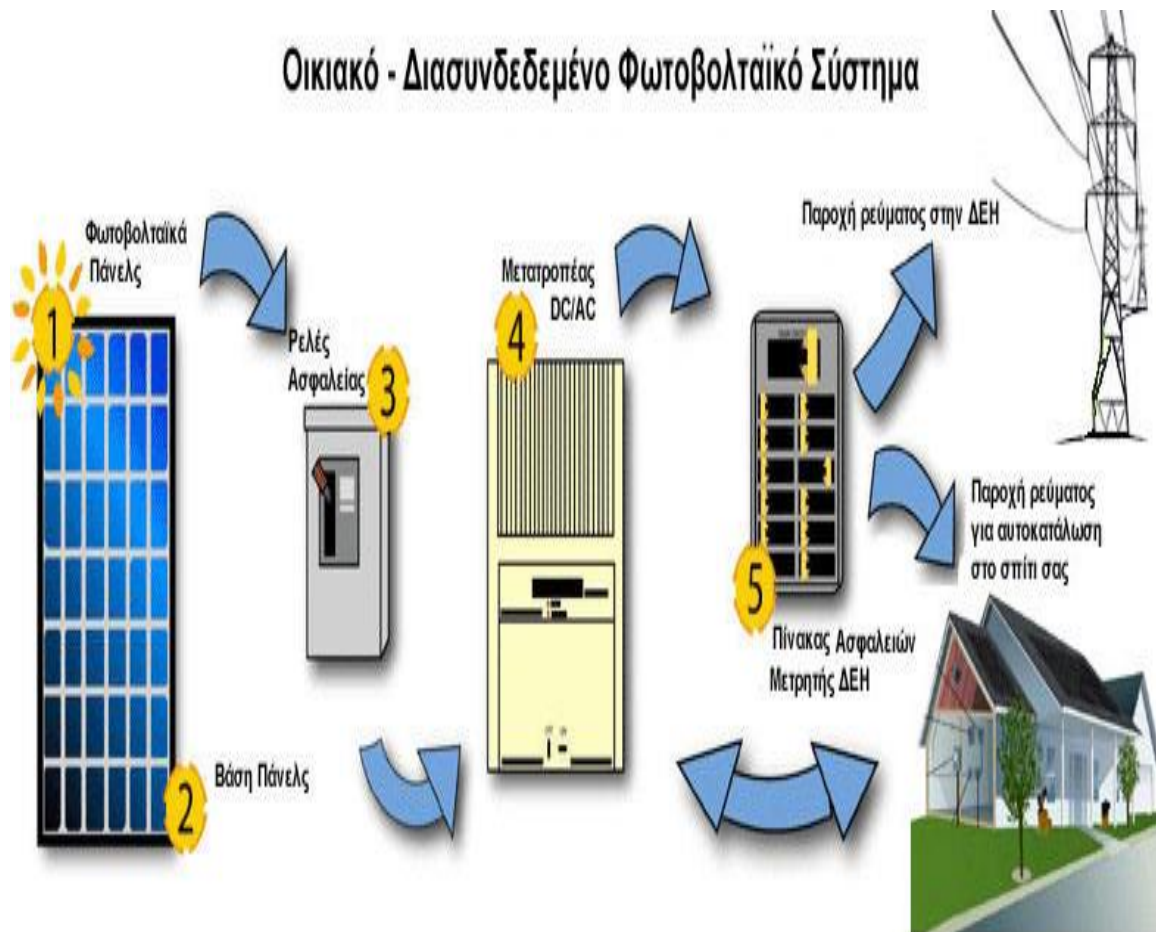 Οικιακό - Διασυνδεδεμένο Φωτοβολταϊκό Σύστημα
Φωτοβολταϊκά
Πάνελς
1
Ρελές
Ασφαλείας
3
Μετατροπέας
DC/AC
4
Παροχή ρεύματος στην ΔΕΗ
Παροχή ρεύματος
για αυτοκατάλωση
στο σπίτι σας
5
Πίνακας Ασφαλειών
Μετρητής ΔΕΗ
Βάση Πάνελς
2